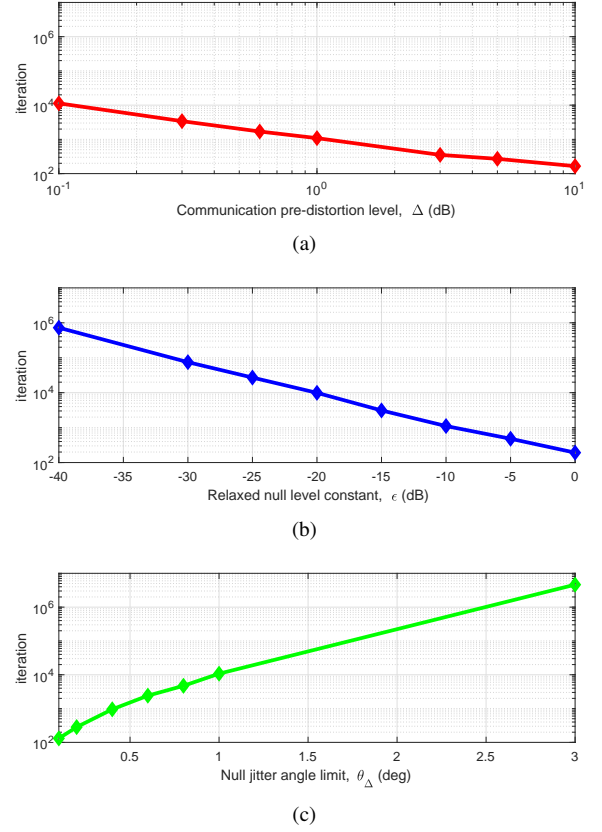 10^6
10^4
10^2
iteration
10^-1 10^0 10^1
Communication pre-distortion level, Δ (dB)
(a)
10^6
10^4
10^2
iteration
-40 -35 -30 -25 -20 -15 -10 -5 0
Relaxed null level constant, ϵ (dB)
(b)
10^6
10^4
10^2
iteration
0.5 1 1.5 2 2.5 3
Null jitter angle limit, θ_Δ (deg)
(c)